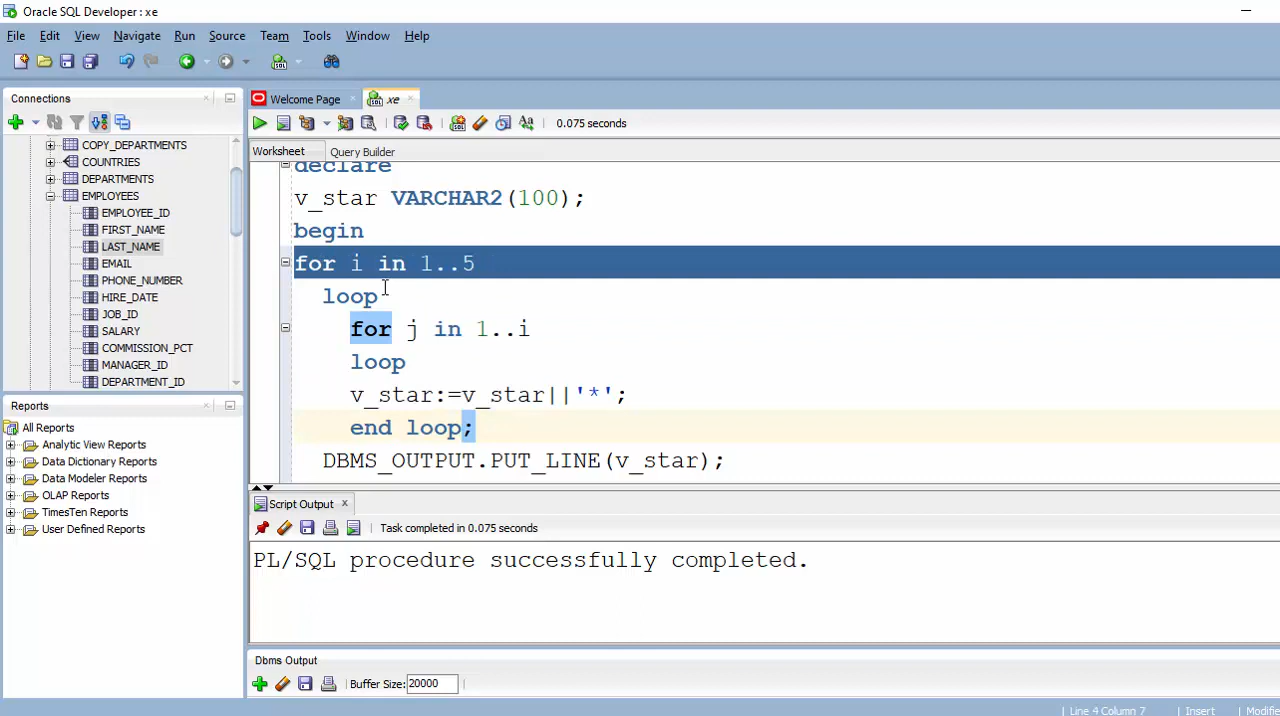 Oracle SQL Developer : xe
File Edit View Navigate Run Source Team Tools Window Help
Connections
COPY_DEPARTMENTS
COUNTRIES
DEPARTMENTS
EMPLOYEES
EMPLOYEE_ID
FIRST_NAME
LAST_NAME
EMAIL
PHONE_NUMBER
HIRE_DATE
JOB_ID
SALARY
COMMISSION_PCT
MANAGER_ID
DEPARTMENT_ID
Reports
All Reports
Analytic View Reports
Data Dictionary Reports
Data Modeler Reports
OLAP Reports
TimesTen Reports
User Defined Reports
Welcome Page xe
0.075 seconds
Worksheet Query Builder
declare
v_star VARCHAR2(100);
begin
for i in 1..5
loop
for j in 1..i
loop
v_star:=v_star||'*';
end loop;
DBMS_OUTPUT.PUT_LINE(v_star);
Script Output
Task completed in 0.075 seconds
PL/SQL procedure successfully completed.
Dbms Output
Buffer Size: 20000
Line 4 Column 7 Insert Modifie